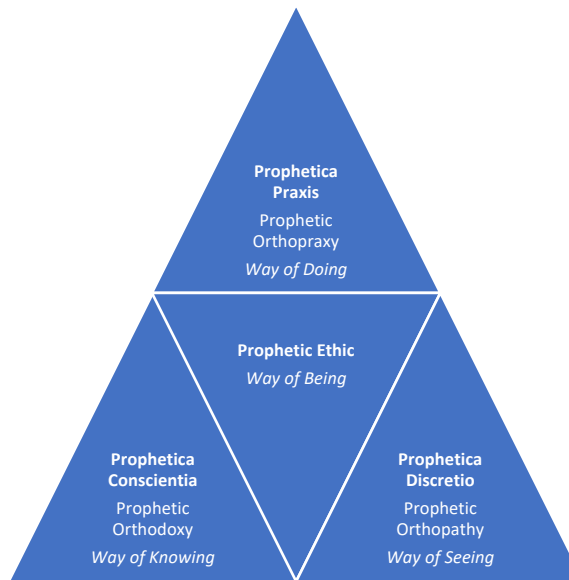 Prophetica
Praxis
Prophetic
Orthopraxy
Way of Doing
Prophetic Ethic
Way of Being
Prophetica
Conscientia
Prophetic
Orthodoxy
Way of Knowing
Prophetica
Discretio
Prophetic
Orthopathy
Way of Seeing